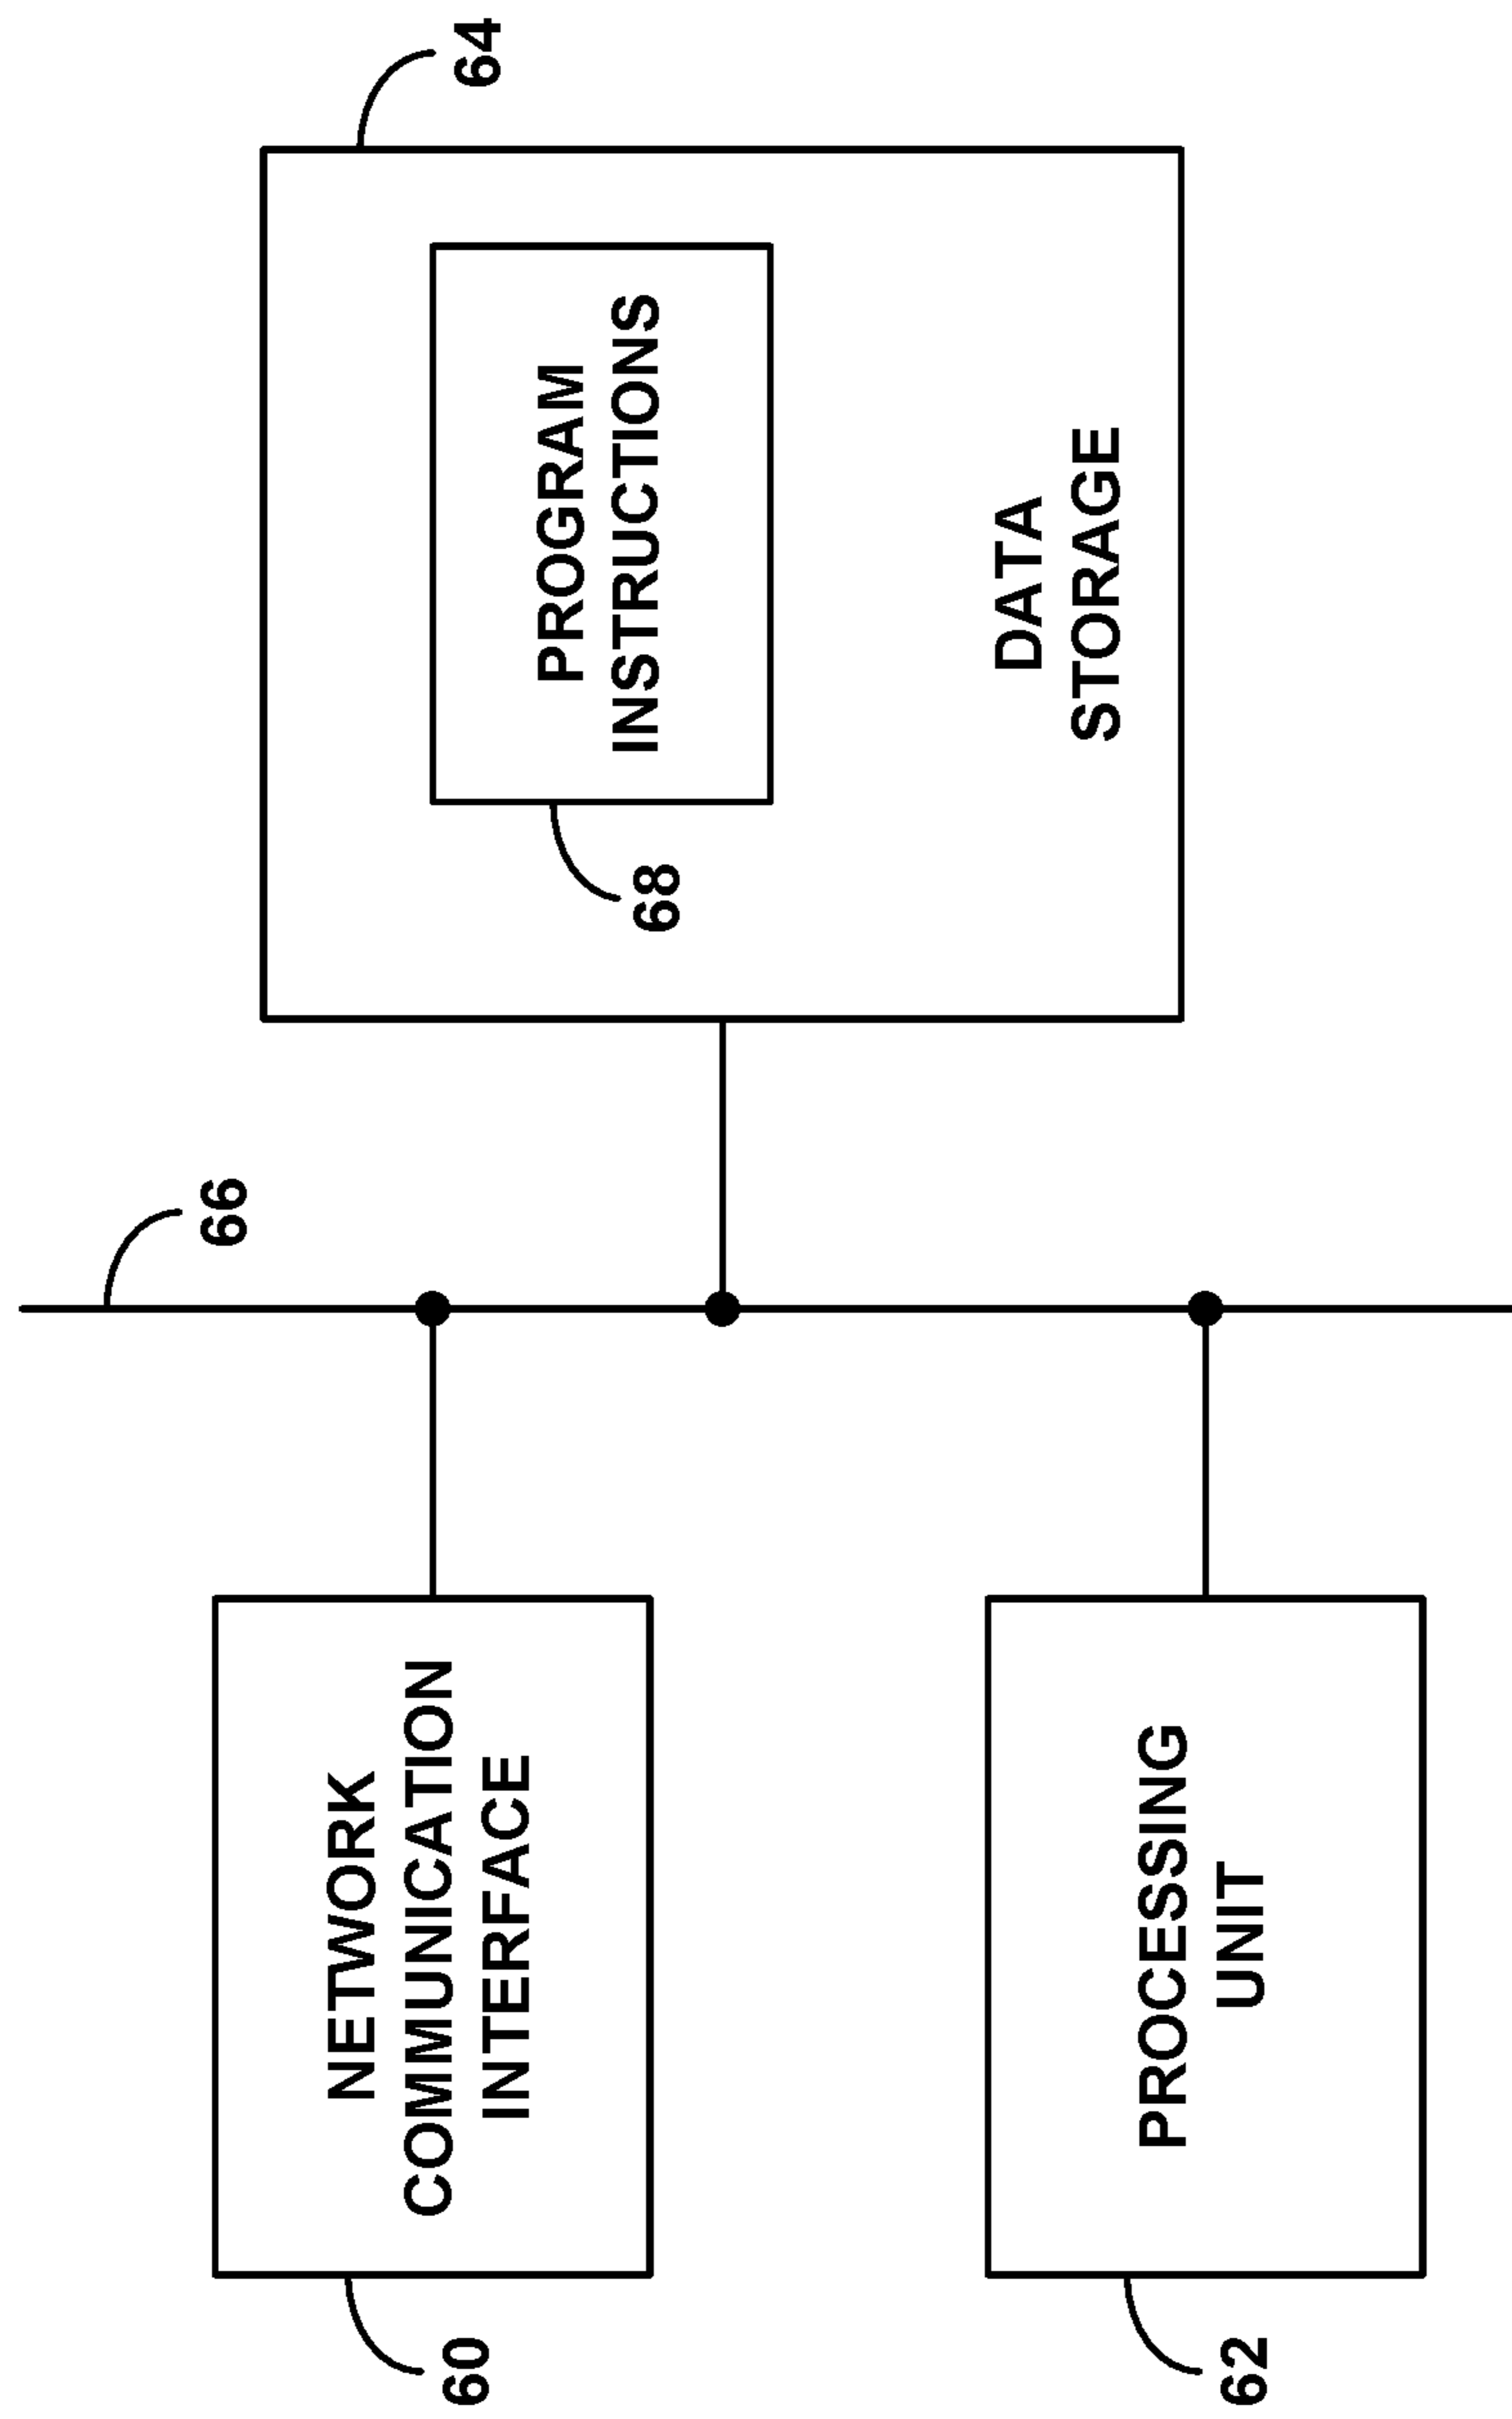 60
NETWORK
COMMUNICATION
INTERFACE
66
64
PROGRAM
INSTRUCTIONS
68
DATA
STORAGE
62
PROCESSING
UNIT